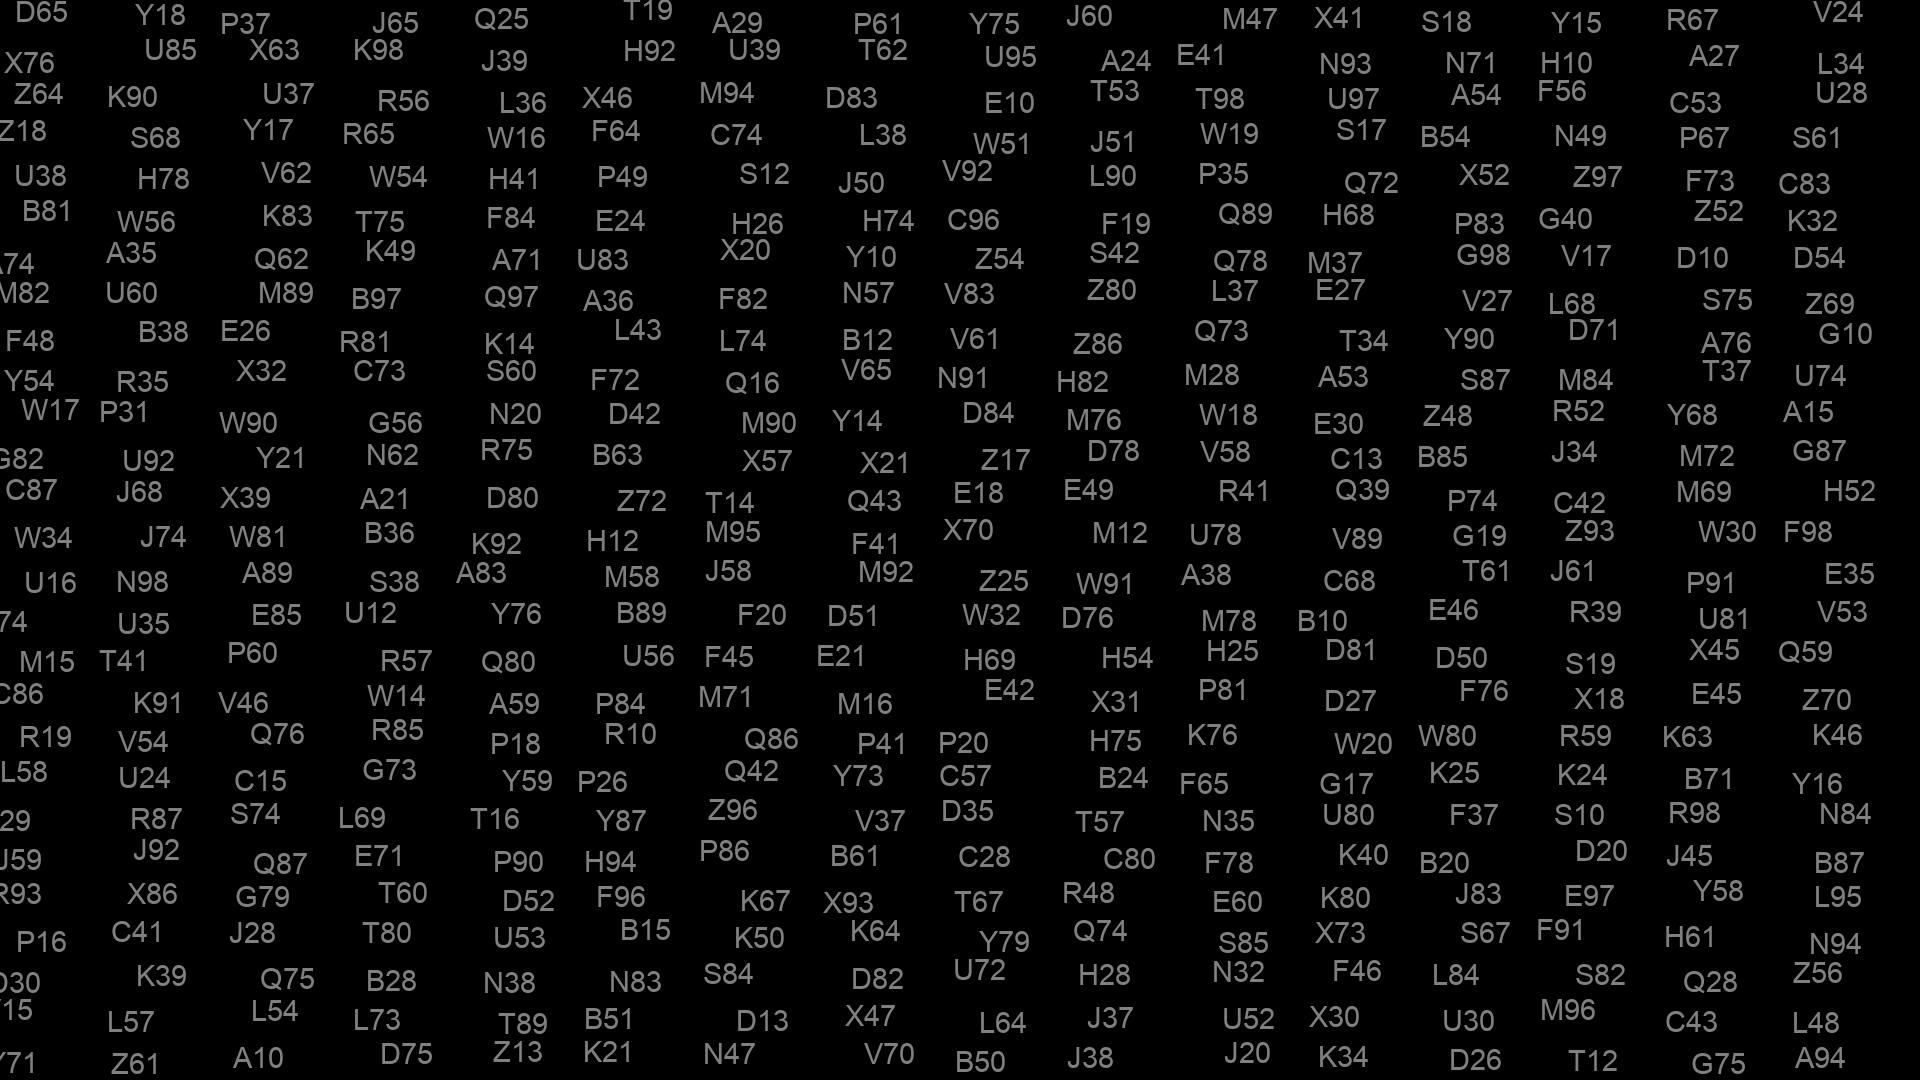 D65 Y18 P37 J65 Q25 T19 A29 P61 Y75 J60 M47 X41 S18 Y15 R67 V24
X76 U85 X63 K98 J39 H92 U39 T62 U95 A24 E41 N93 N71 H10 A27 L34
Z64 K90 U37 R56 L36 X46 M94 D83 E10 T53 T98 U97 A54 F56 C53 U28
Z18 S68 Y17 R65 W16 F64 C74 L38 W51 J51 W19 S17 B54 N49 P67 S61
U38 H78 V62 W54 H41 P49 S12 J50 V92 L90 P35 Q72 X52 Z97 F73 C83
B81 W56 K83 T75 F84 E24 H26 H74 C96 F19 Q89 H68 P83 G40 Z52 K32
A74 A35 Q62 K49 A71 U83 X20 Y10 Z54 S42 Q78 M37 G98 V17 D10 D54
M82 U60 M89 B97 Q97 A36 F82 N57 V83 Z80 L37 E27 V27 L68 S75 Z69
F48 B38 E26 R81 K14 L43 L74 B12 V61 Z86 Q73 T34 Y90 D71 A76 G10
Y54 R35 X32 C73 S60 F72 Q16 V65 N91 H82 M28 A53 S87 M84 T37 U74
W17 P31 W90 G56 N20 D42 M90 Y14 D84 M76 W18 E30 Z48 R52 Y68 A15
G82 U92 Y21 N62 R75 B63 X57 X21 Z17 D78 V58 C13 B85 J34 M72 G87
C87 J68 X39 A21 D80 Z72 T14 Q43 E18 E49 R41 Q39 P74 C42 M69 H52
W34 J74 W81 B36 K92 H12 M95 F41 X70 M12 U78 V89 G19 Z93 W30 F98
U16 N98 A89 S38 A83 M58 J58 M92 Z25 W91 A38 C68 T61 J61 P91 E35
74 U35 E85 U12 Y76 B89 F20 D51 W32 D76 M78 B10 E46 R39 U81 V53
M15 T41 P60 R57 Q80 U56 F45 E21 H69 H54 H25 D81 D50 S19 X45 Q59
C86 K91 V46 W14 A59 P84 M71 M16 E42 X31 P81 D27 F76 X18 E45 Z70
R19 V54 Q76 R85 P18 R10 Q86 P41 P20 H75 K76 W20 W80 R59 K63 K46
L58 U24 C15 G73 Y59 P26 Q42 Y73 C57 B24 F65 G17 K25 K24 B71 Y16
29 R87 S74 L69 T16 Y87 Z96 V37 D35 T57 N35 U80 F37 S10 R98 N84
J59 J92 Q87 E71 P90 H94 P86 B61 C28 C80 F78 K40 B20 D20 J45 B87
R93 X86 G79 T60 D52 F96 K67 X93 T67 R48 E60 K80 J83 E97 Y58 L95
P16 C41 J28 T80 U53 B15 K50 K64 Y79 Q74 S85 X73 S67 F91 H61 N94
D30 K39 Q75 B28 N38 N83 S84 D82 U72 H28 N32 F46 L84 S82 Q28 Z56
15 L57 L54 L73 T89 B51 D13 X47 L64 J37 U52 X30 U30 M96 C43 L48
Y71 Z61 A10 D75 Z13 K21 N47 V70 B50 J38 J20 K34 D26 T12 G75 A94